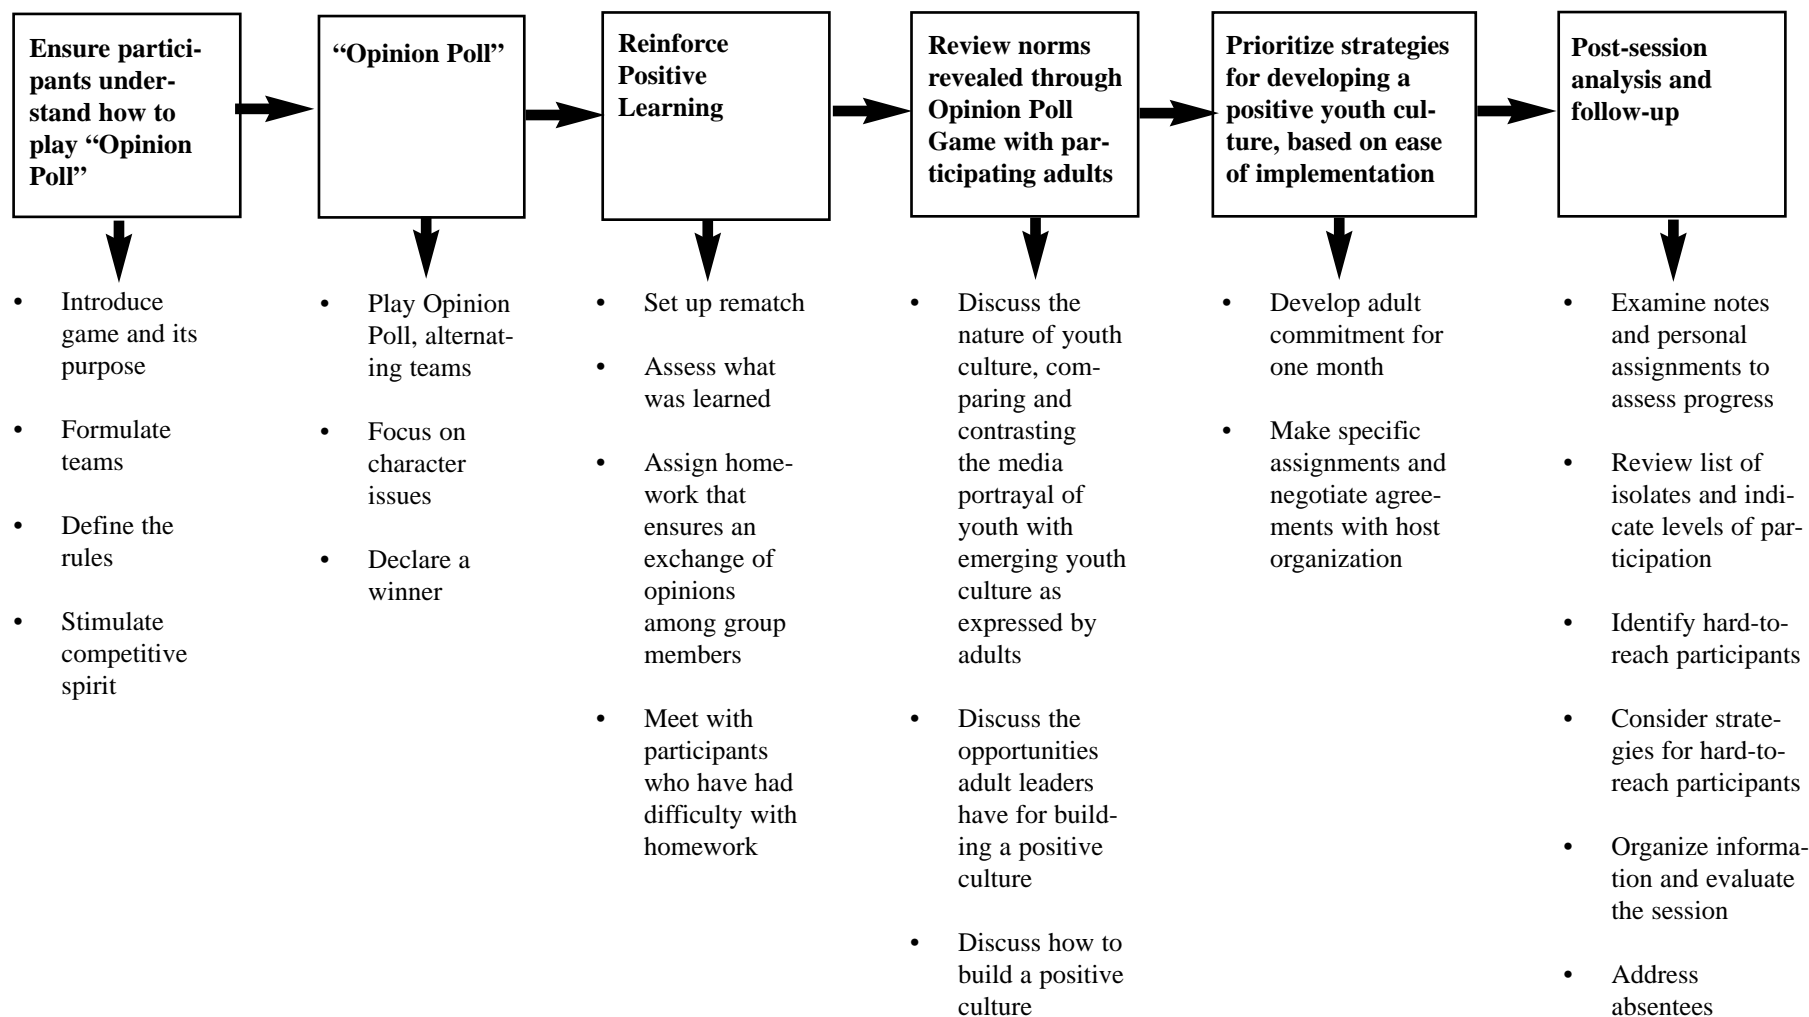 Ensure partici-
pants under-
stand how to
play “Opinion
Poll”
“Opinion Poll”
Reinforce
Positive
Learning
Review norms
revealed through
Opinion Poll
Game with par-
ticipating adults
Prioritize strategies
for developing a
positive youth cul-
ture, based on ease
of implementation
Post-session
analysis and
follow-up
• Introduce
game and its
purpose
• Formulate
teams
• Define the
rules
• Stimulate
competitive
spirit
• Play Opinion
Poll, alternat-
ing teams
• Focus on
character
issues
• Declare a
winner
• Set up rematch
• Assess what
was learned
• Assign home-
work that
ensures an
exchange of
opinions
among group
members
• Meet with
participants
who have had
difficulty with
homework
• Discuss the
nature of youth
culture, com-
paring and
contrasting
the media
portrayal of
youth with
emerging youth
culture as
expressed by
adults
• Discuss the
opportunities
adult leaders
have for build-
ing a positive
culture
• Discuss how to
build a positive
culture
• Develop adult
commitment for
one month
• Make specific
assignments and
negotiate agree-
ments with host
organization
• Examine notes
and personal
assignments to
assess progress
• Review list of
isolates and indi-
cate levels of par-
ticipation
• Identify hard-to-
reach participants
• Consider strate-
gies for hard-to-
reach participants
• Organize informa-
tion and evaluate
the session
• Address
absentees